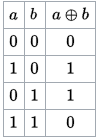 a b a ⊕ b
0 0 0
1 0 1
0 1 1
1 1 0